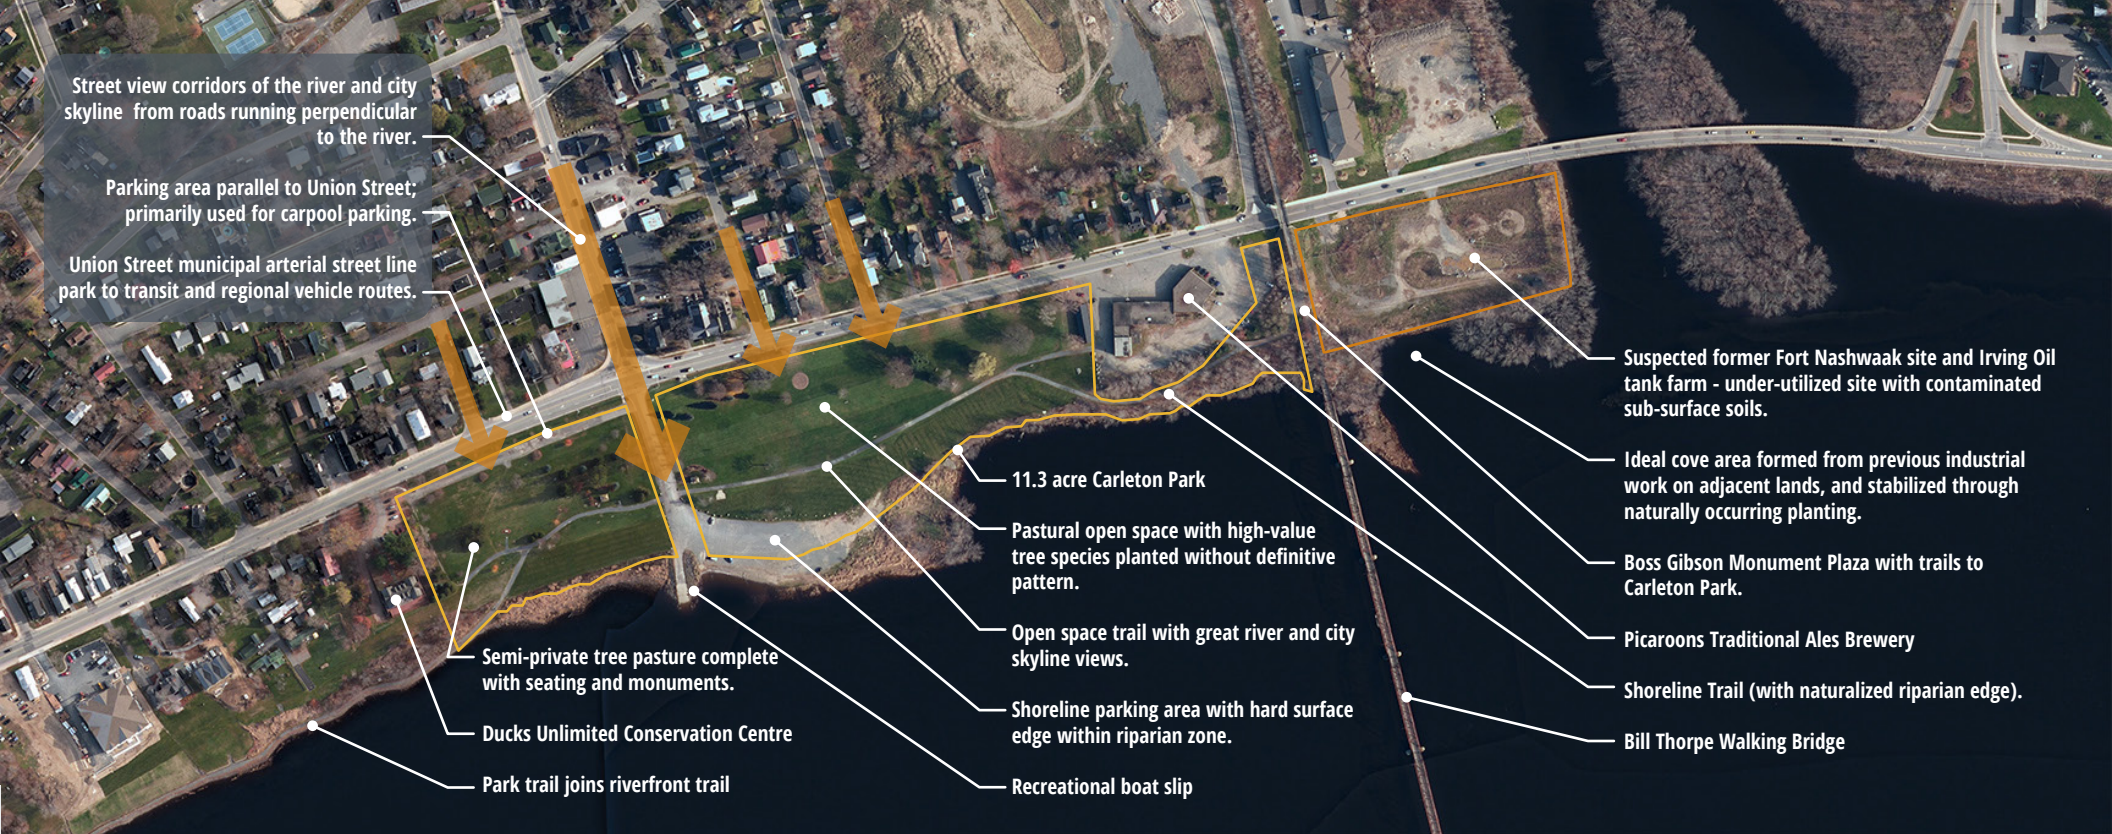 Street view corridors of the river and city
skyline  from roads running perpendicular
to the river.
Parking area parallel to Union Street;
primarily used for carpool parking.
Union Street municipal arterial street line
park to transit and regional vehicle routes.
Semi-private tree pasture complete
with seating and monuments.
Ducks Unlimited Conservation Centre
Park trail joins riverfront trail
11.3 acre Carleton Park
Pastural open space with high-value
tree species planted without definitive
pattern.
Open space trail with great river and city
skyline views.
Shoreline parking area with hard surface
edge within riparian zone.
Recreational boat slip
Suspected former Fort Nashwaak site and Irving Oil
tank farm - under-utilized site with contaminated
sub-surface soils.
Ideal cove area formed from previous industrial
work on adjacent lands, and stabilized through
naturally occurring planting.
Boss Gibson Monument Plaza with trails to
Carleton Park.
Picaroons Traditional Ales Brewery
Shoreline Trail (with naturalized riparian edge).
Bill Thorpe Walking Bridge